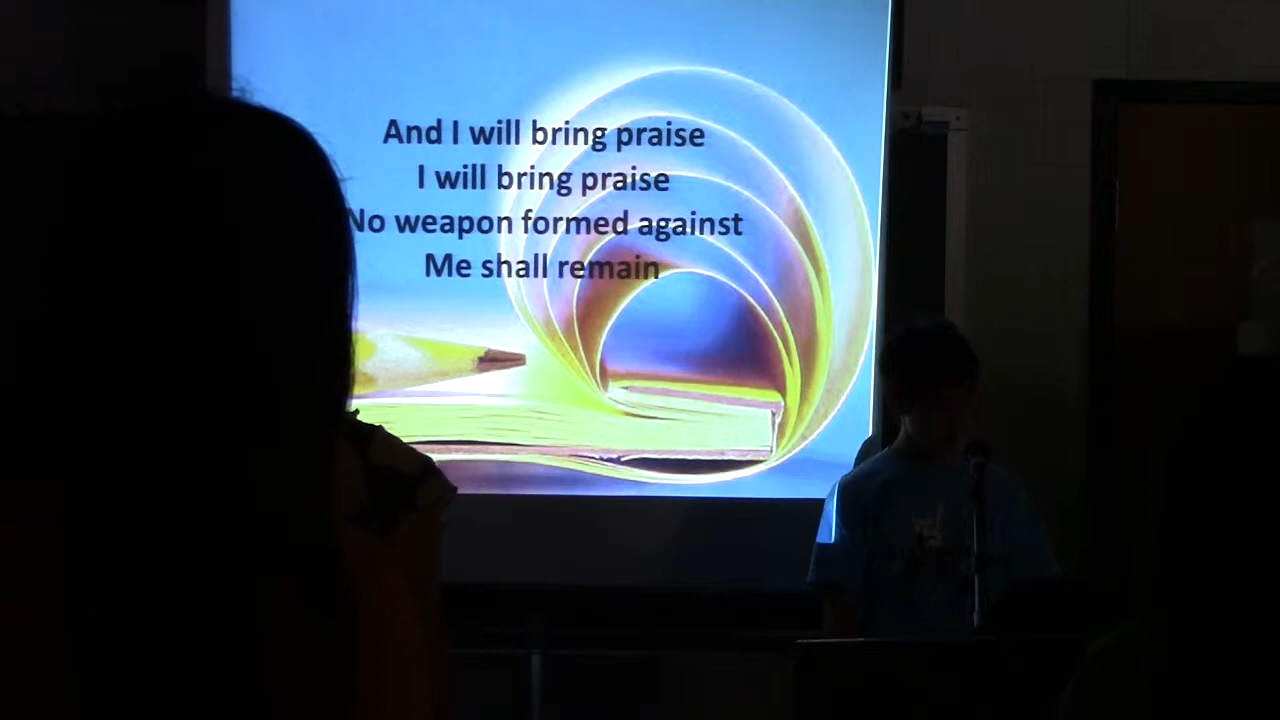 And I will bring praise
I will bring praise
No weapon formed against
Me shall remain